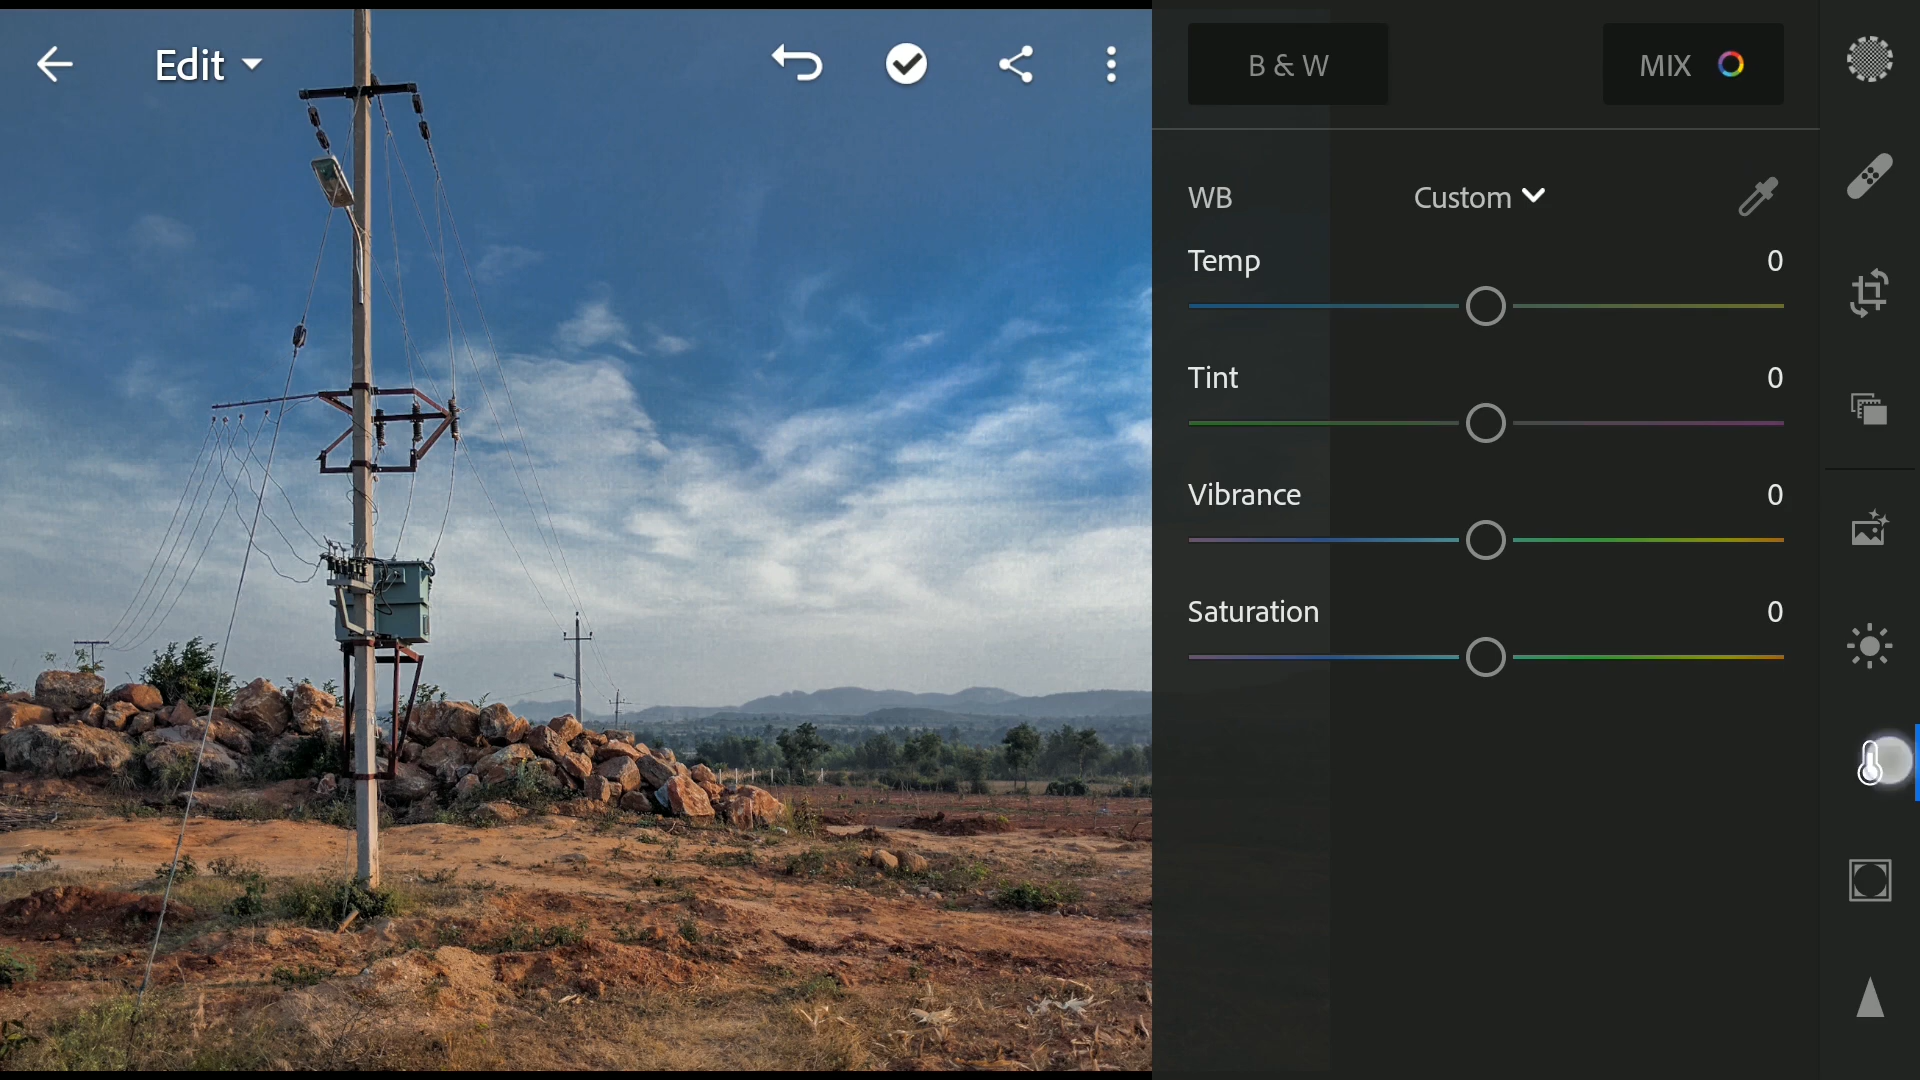 Edit
B & W
MIX
WB
Custom
Temp
0
Tint
0
Vibrance
0
Saturation
0